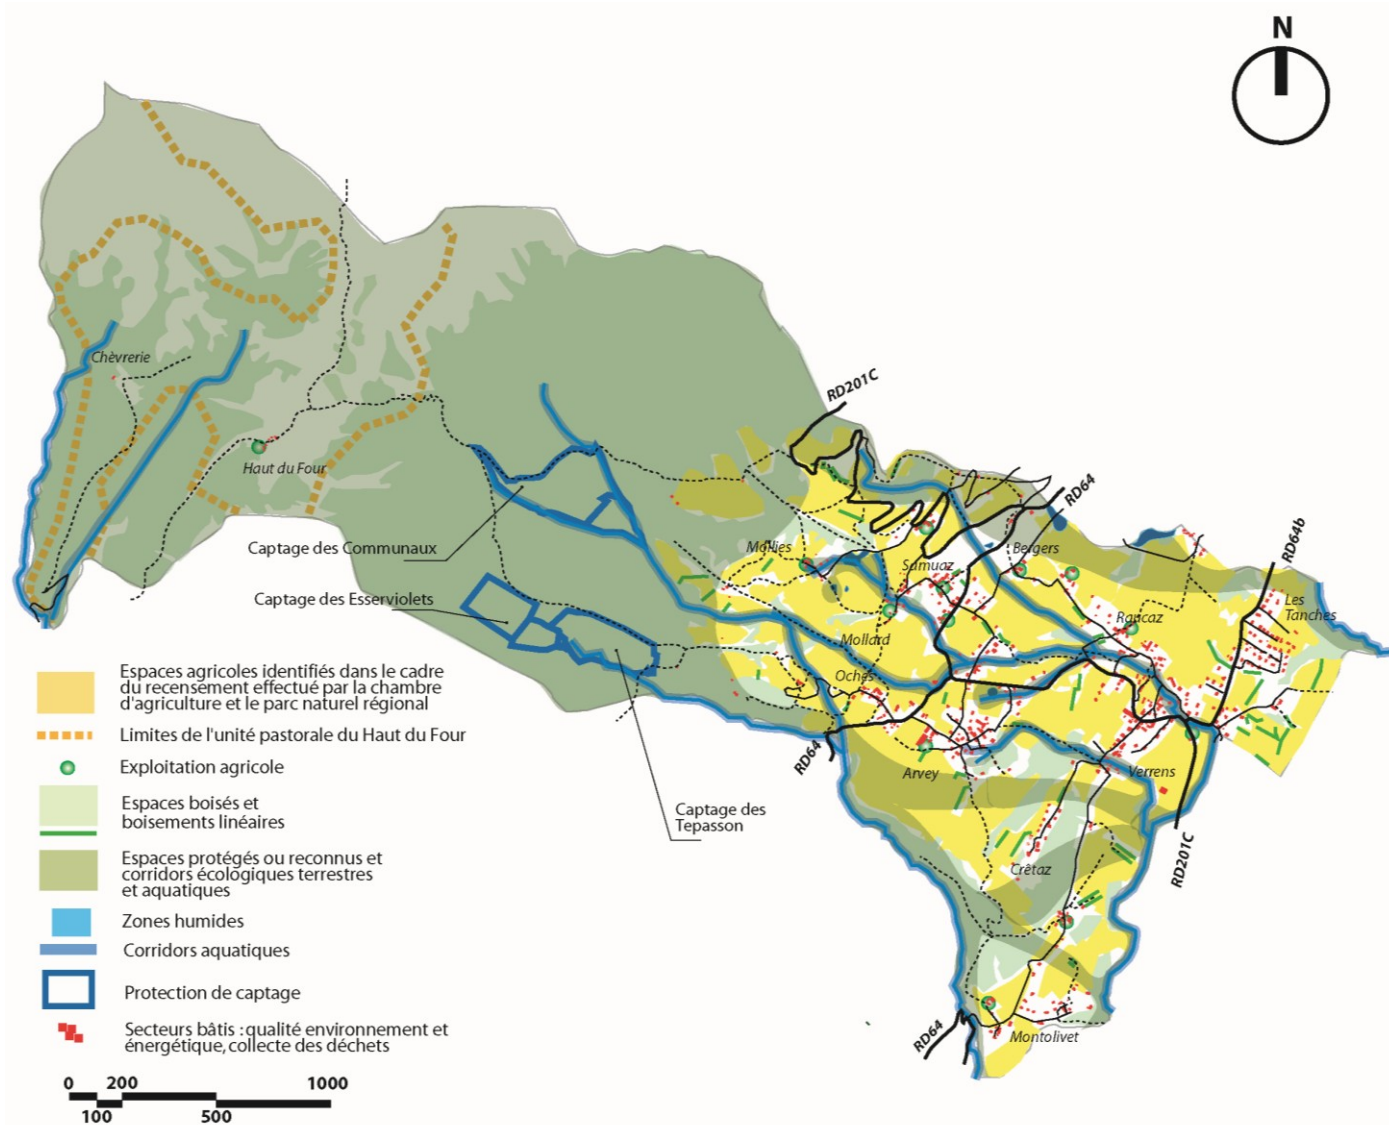 N
RD201C
Chèvrerie
RD64
Haut du Four
RD64b
Captage des Communaux
Mollies
Bergers
Sumuaz
Captage des Esserviolets
Les
Tanches
Rancaz
Mollard
Oches
Espaces agricoles identifiés dans le cadre
du recensement effectué par la chambre
d'agriculture et le parc naturel régional
Limites de l'unité pastorale du Haut du Four
RD64
Exploitation agricole
Arvey
Verrens
Espaces boisés et
boisements linéaires
Captage des
Tepasson
Espaces protégés ou reconnus et
corridors écologiques terrestres
et aquatiques
RD201C
Crêtaz
Zones humides
Corridors aquatiques
Protection de captage
Secteurs bâtis : qualité environnement et
énergétique, collecte des déchets
RD64
Montolivet
0 200 1000
100 500